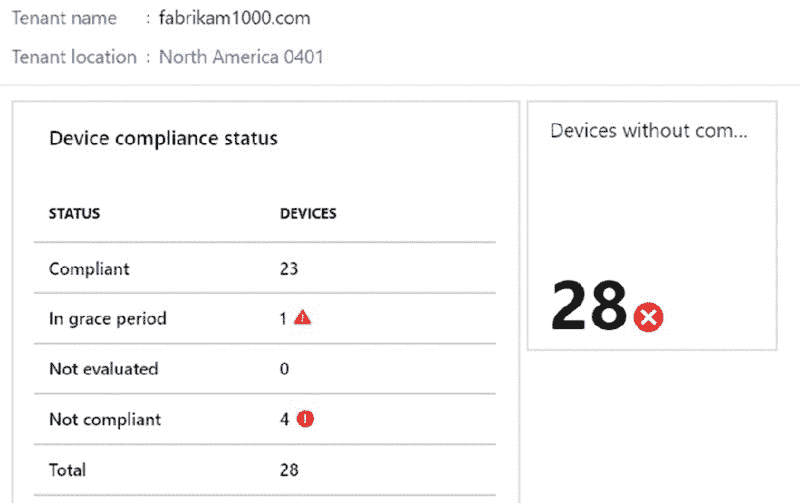 Tenant name : fabrikam1000.com
Tenant location : North America 0401
Device compliance status
STATUS DEVICES
Compliant 23
In grace period 1
Not evaluated 0
Not compliant 4
Total 28
Devices without com...
28